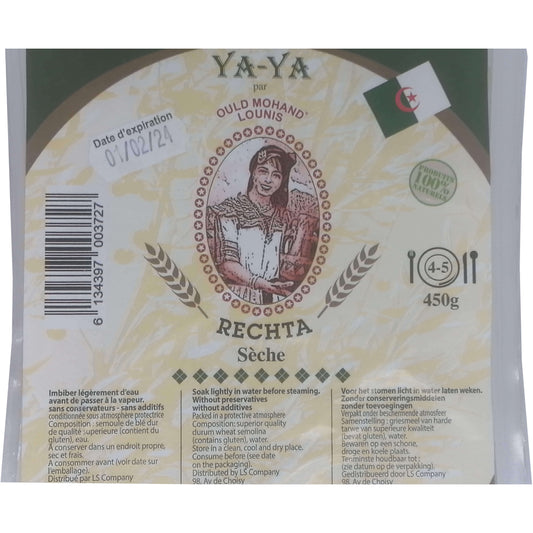 YA-YA
par
OULD MOHAND
LOUNIS
Date d'expiration
01/02/24
PRODUITS
100%
NATURELS
6 134397 003727
4-5
450g
RECHTA
Sèche
Imbiber légèrement d'eau
avant de passer à la vapeur.
sans conservateurs - sans additifs
conditionnée sous atmosphère protectrice
Composition : semoule de blé dur
de qualité superieure (contient du
gluten), eau.
A conserver dans un endroit propre,
sec et frais.
A consommer avant (voir date sur
l'emballage).
Distribué par LS Company
Soak lightly in water before steaming.
Without preservatives
without additives
Packed in a protective atmosphere
Composition: superior quality
duurum wheat semolina
(contains gluten), water.
Store in a clean, cool and dry place.
Consume before (see date
on the packaging).
Distributed by LS Company
98, Av de Choisy
Voor het stomen licht in water laten weken.
Zonder conserveringsmiddelen
zonder toevoegingen
Verpakt onder beschermende atmosfeer
Samenstelling : griesmeel van harde
tarwe van superieure kwaliteit
(bevat gluten), water.
Bewaren in een schone,
droge en koele plaats.
Tenminste houdbaar tot :
(zie datum op de verpakking).
Gedistribueerd door LS Company
98, Av de Choisy